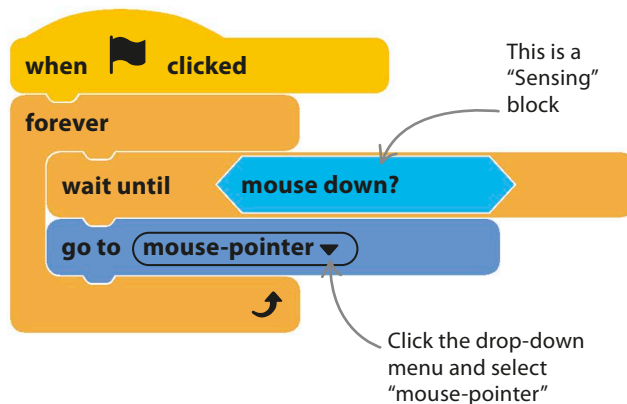 when clicked
This is a
“Sensing”
block
forever
wait until mouse down?
go to mouse-pointer
Click the drop-down
menu and select
“mouse-pointer”